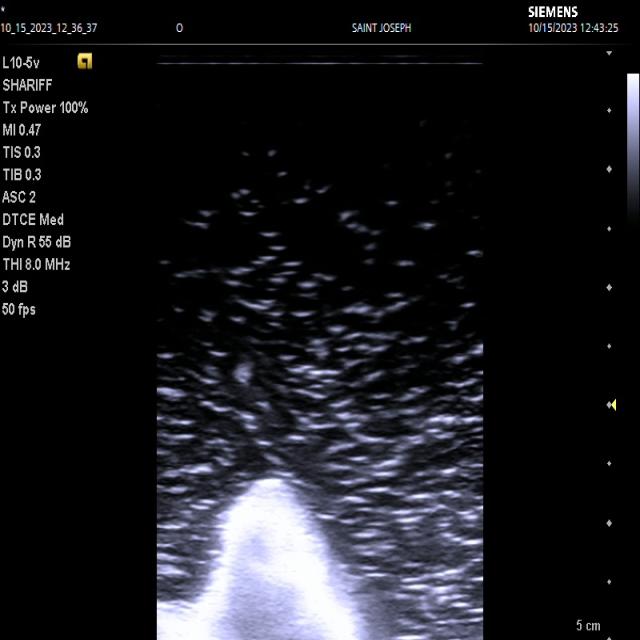 SIEMENS
10_15_2023_12_36_37 O SAINT JOSEPH 10/15/2023 12:43:25
L10-5v
SHARIFF
Tx Power 100%
MI 0.47
TIS 0.3
TIB 0.3
ASC 2
DTCE Med
Dyn R 55 dB
THI 8.0 MHz
3 dB
50 fps
5 cm